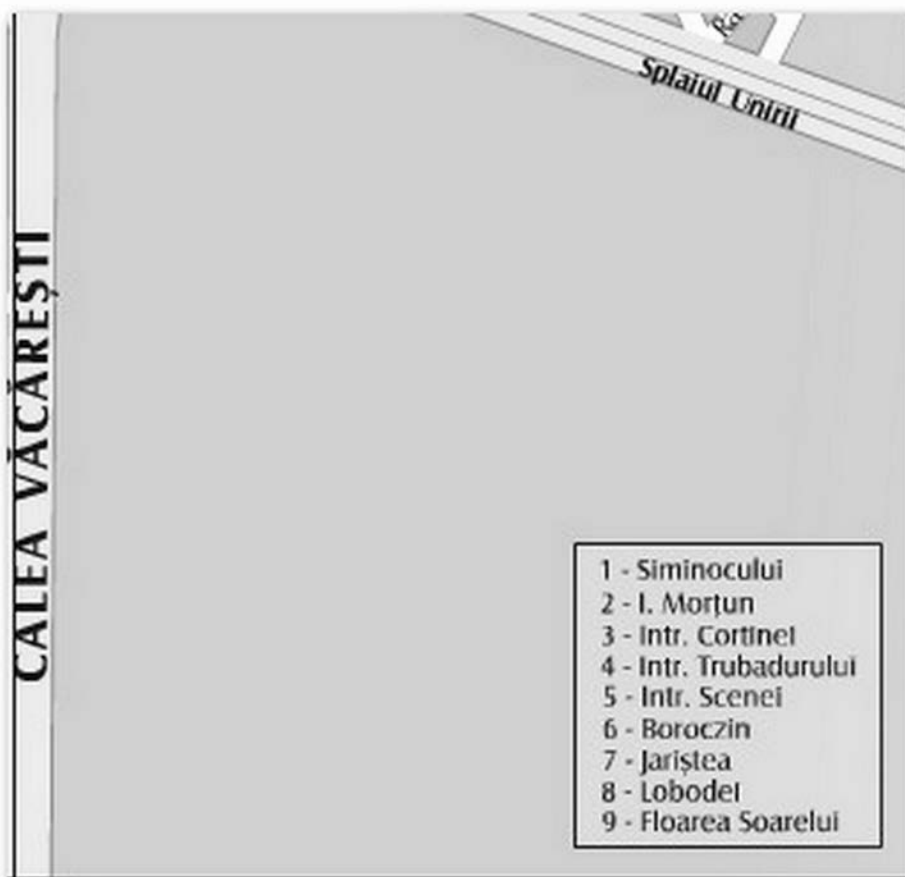 Splaiul Unirii
CALEA VĂCĂREȘTI
1 - Siminocului
2 - I. Morțun
3 - Intr. Cortinei
4 - Intr. Trubadurului
5 - Intr. Scenei
6 - Boroczin
7 - Jariștea
8 - Lobodei
9 - Floarea Soarelui